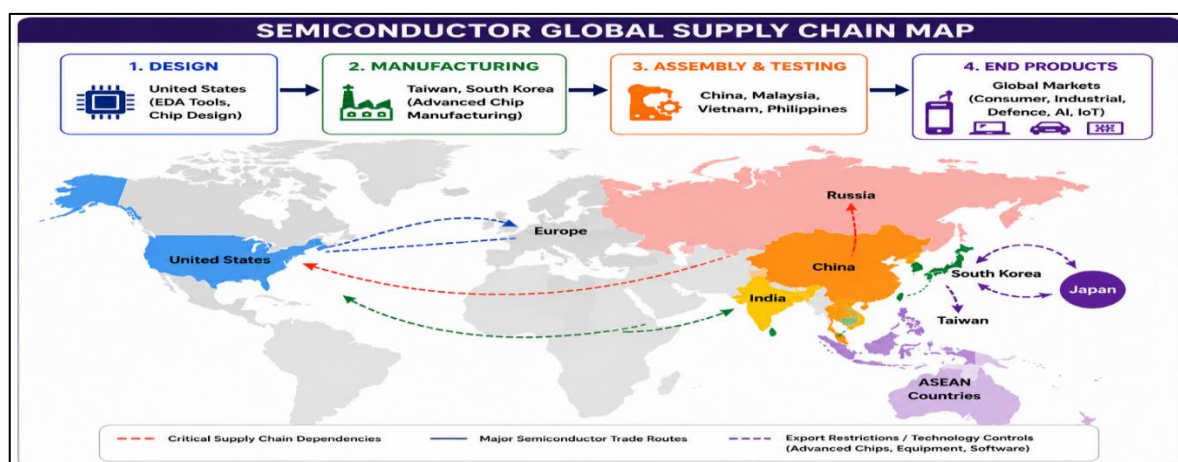 SEMICONDUCTOR GLOBAL SUPPLY CHAIN MAP
1. DESIGN
United States
(EDA Tools,
Chip Design)
2. MANUFACTURING
Taiwan, South Korea
(Advanced Chip
Manufacturing)
3. ASSEMBLY & TESTING
China, Malaysia,
Vietnam, Philippines
4. END PRODUCTS
Global Markets
(Consumer, Industrial,
Defence, AI, IoT)
Russia
Europe
United States
China
South Korea
India
Japan
Taiwan
ASEAN
Countries
Critical Supply Chain Dependencies
Major Semiconductor Trade Routes
Export Restrictions / Technology Controls
(Advanced Chips, Equipment, Software)